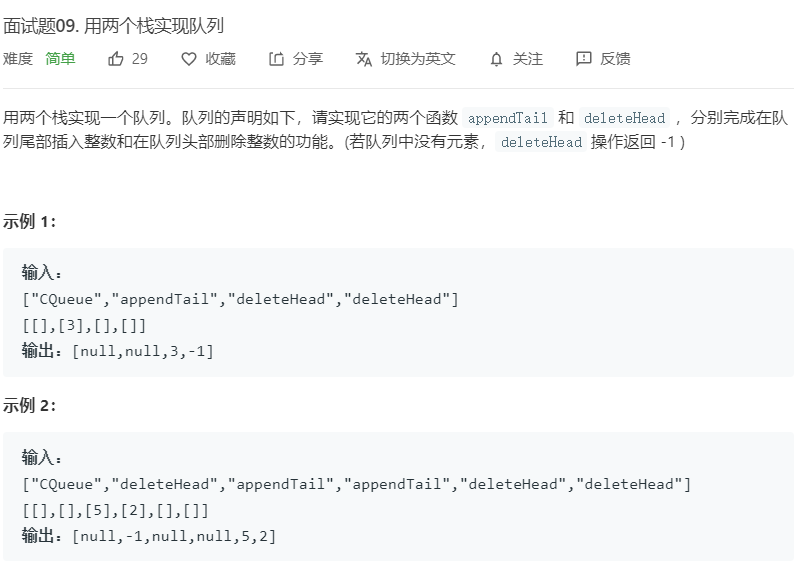 面试题09. 用两个栈实现队列
难度 简单 29 收藏 分享 切换为英文 关注 反馈
用两个栈实现一个队列。队列的声明如下，请实现它的两个函数 appendTail 和 deleteHead ，分别完成在队
列尾部插入整数和在队列头部删除整数的功能。(若队列中没有元素，deleteHead 操作返回 -1 )
示例 1：
输入：
["CQueue","appendTail","deleteHead","deleteHead"]
[[],[3],[],[]]
输出：[null,null,3,-1]
示例 2：
输入：
["CQueue","deleteHead","appendTail","appendTail","deleteHead","deleteHead"]
[[],[],[5],[2],[],[]]
输出：[null,-1,null,null,5,2]